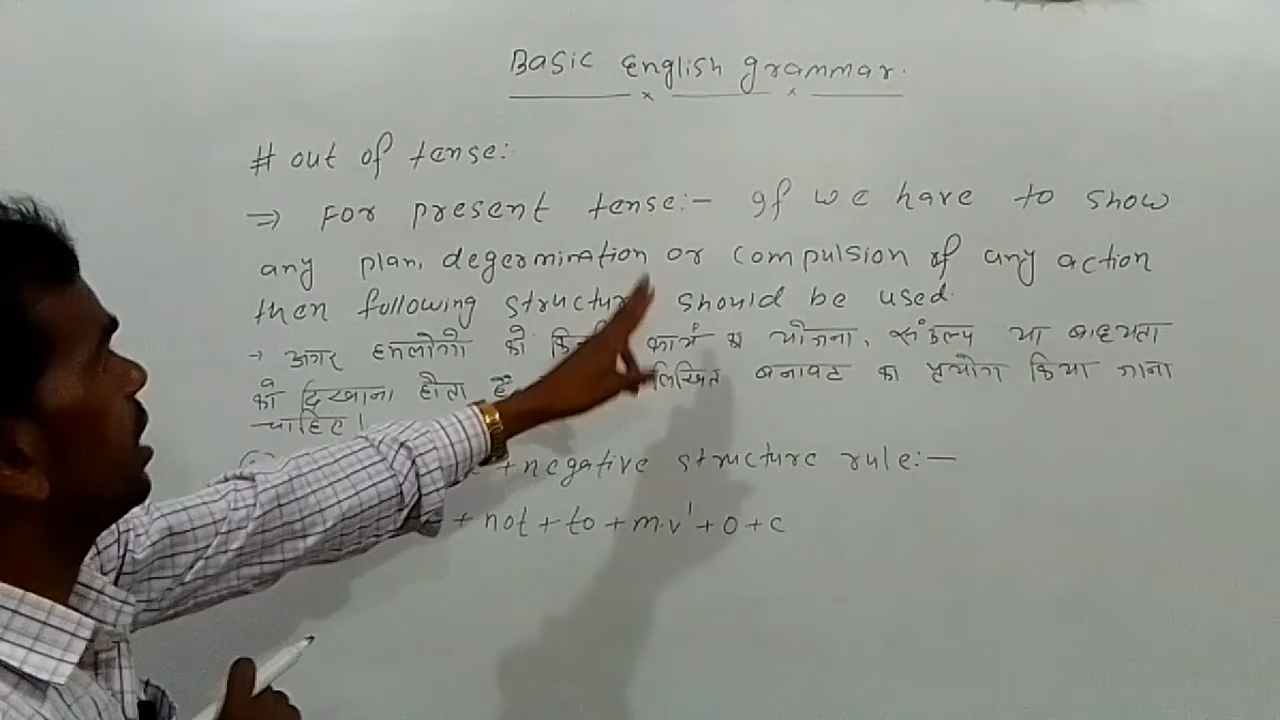 Basic English grammar.
# out of tense:
⇒ For present tense:- If we have to show
any plan, degermination or compulsion of any action
then following structure should be used.
→ अगर हमलोगो को कार्य का योजना, संकल्प या बाध्यता
को दिखाना होता है लिखित बनावट का प्रयोग किया जाना
चाहिए।
+ negative structure rule:-
+ not + to + m.v¹ + o + c